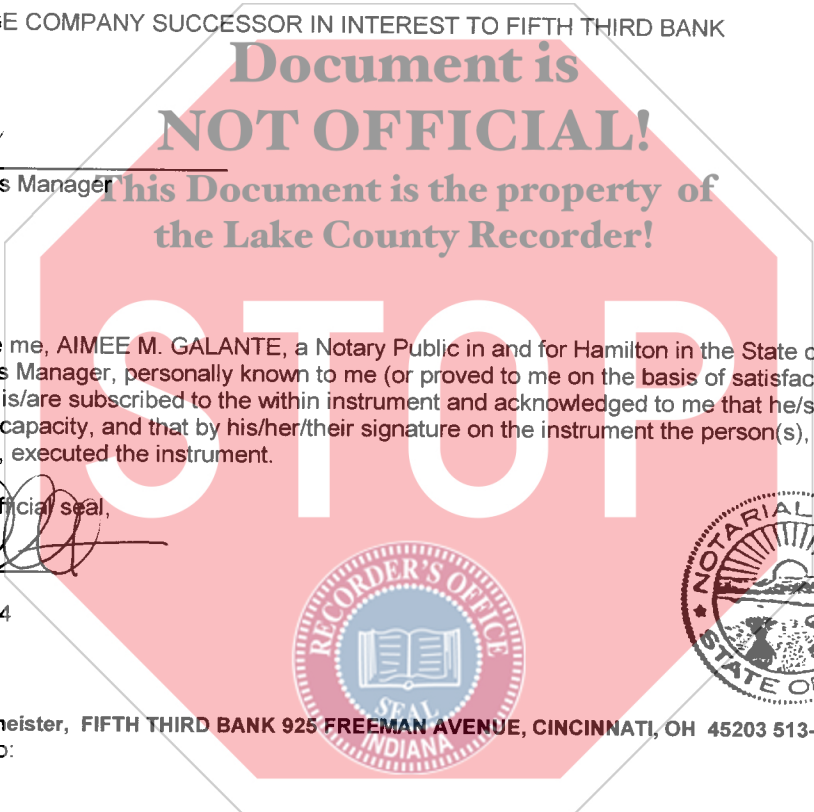 GE COMPANY SUCCESSOR IN INTEREST TO FIFTH THIRD BANK
Document is
NOT OFFICIAL!
s Manager
This Document is the property of
the Lake County Recorder!
STOP
e me, AIMEE M. GALANTE, a Notary Public in and for Hamilton in the State o
s Manager, personally known to me (or proved to me on the basis of satisfac
is/are subscribed to the within instrument and acknowledged to me that he/s
capacity, and that by his/her/their signature on the instrument the person(s),
, executed the instrument.
fficial seal,
NOTARIAL
STATE OF
4
RECORDER'S OFFICE
SEAL
INDIANA
neister, FIFTH THIRD BANK 925 FREEMAN AVENUE, CINCINNATI, OH 45203 513-
o: